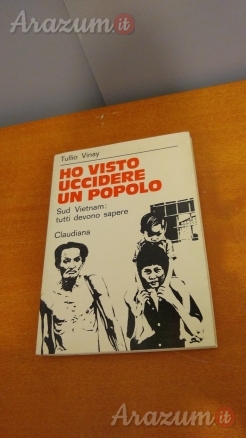 Arazum.it
Tullio Vinay
HO VISTO
UCCIDERE
UN POPOLO
Sud Vietnam:
tutti devono sapere
Claudiana
Arazum.it